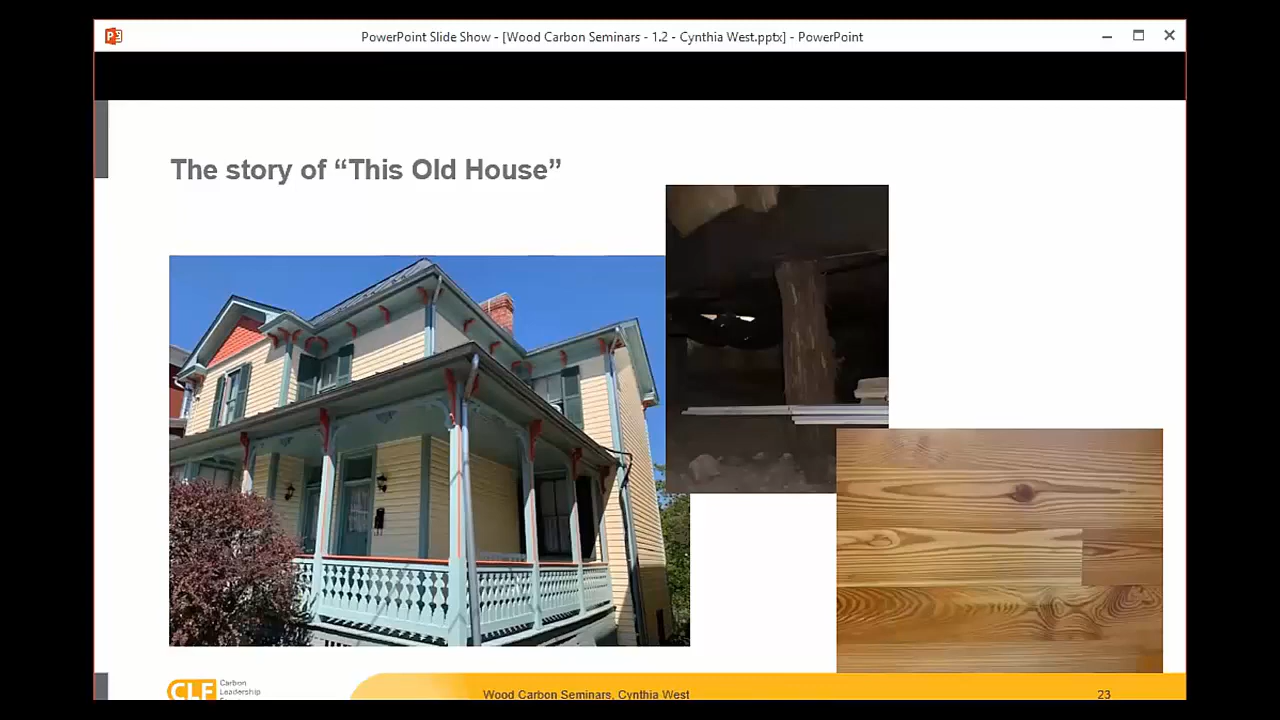 PowerPoint Slide Show - [Wood Carbon Seminars - 1.2 - Cynthia West.pptx] - PowerPoint
The story of “This Old House”
CLF
Carbon
Leadership
Wood Carbon Seminars, Cynthia West
23